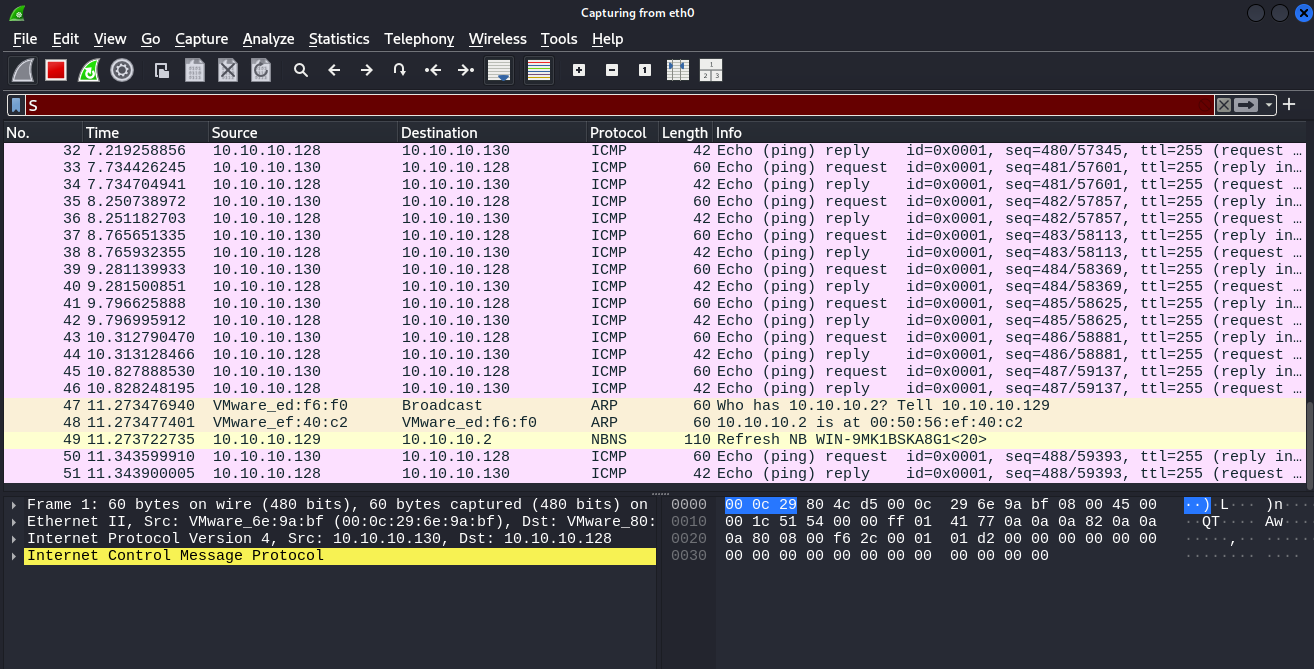 Capturing from eth0
File Edit View Go Capture Analyze Statistics Telephony Wireless Tools Help
S
No. Time Source Destination Protocol Length Info
32 7.219258856 10.10.10.128 10.10.10.130 ICMP 42 Echo (ping) reply id=0x0001, seq=480/57345, ttl=255 (request …
33 7.734426245 10.10.10.130 10.10.10.128 ICMP 60 Echo (ping) request id=0x0001, seq=481/57601, ttl=255 (reply in…
34 7.734704941 10.10.10.128 10.10.10.130 ICMP 42 Echo (ping) reply id=0x0001, seq=481/57601, ttl=255 (request …
35 8.250738972 10.10.10.130 10.10.10.128 ICMP 60 Echo (ping) request id=0x0001, seq=482/57857, ttl=255 (reply in…
36 8.251182703 10.10.10.128 10.10.10.130 ICMP 42 Echo (ping) reply id=0x0001, seq=482/57857, ttl=255 (request …
37 8.765651335 10.10.10.130 10.10.10.128 ICMP 60 Echo (ping) request id=0x0001, seq=483/58113, ttl=255 (reply in…
38 8.765932355 10.10.10.128 10.10.10.130 ICMP 42 Echo (ping) reply id=0x0001, seq=483/58113, ttl=255 (request …
39 9.281139933 10.10.10.130 10.10.10.128 ICMP 60 Echo (ping) request id=0x0001, seq=484/58369, ttl=255 (reply in…
40 9.281500851 10.10.10.128 10.10.10.130 ICMP 42 Echo (ping) reply id=0x0001, seq=484/58369, ttl=255 (request …
41 9.796625888 10.10.10.130 10.10.10.128 ICMP 60 Echo (ping) request id=0x0001, seq=485/58625, ttl=255 (reply in…
42 9.796995912 10.10.10.128 10.10.10.130 ICMP 42 Echo (ping) reply id=0x0001, seq=485/58625, ttl=255 (request …
43 10.312790470 10.10.10.130 10.10.10.128 ICMP 60 Echo (ping) request id=0x0001, seq=486/58881, ttl=255 (reply in…
44 10.313128466 10.10.10.128 10.10.10.130 ICMP 42 Echo (ping) reply id=0x0001, seq=486/58881, ttl=255 (request …
45 10.827888530 10.10.10.130 10.10.10.128 ICMP 60 Echo (ping) request id=0x0001, seq=487/59137, ttl=255 (reply in…
46 10.828248195 10.10.10.128 10.10.10.130 ICMP 42 Echo (ping) reply id=0x0001, seq=487/59137, ttl=255 (request …
47 11.273476940 VMware_ed:f6:f0 Broadcast ARP 60 Who has 10.10.10.2? Tell 10.10.10.129
48 11.273477401 VMware_ef:40:c2 VMware_ed:f6:f0 ARP 60 10.10.10.2 is at 00:50:56:ef:40:c2
49 11.273722735 10.10.10.129 10.10.10.2 NBNS 110 Refresh NB WIN-9MK1BSKA8G1<20>
50 11.343599910 10.10.10.130 10.10.10.128 ICMP 60 Echo (ping) request id=0x0001, seq=488/59393, ttl=255 (reply in…
51 11.343900005 10.10.10.128 10.10.10.130 ICMP 42 Echo (ping) reply id=0x0001, seq=488/59393, ttl=255 (request …
Frame 1: 60 bytes on wire (480 bits), 60 bytes captured (480 bits) on
Ethernet II, Src: VMware_6e:9a:bf (00:0c:29:6e:9a:bf), Dst: VMware_80:
Internet Protocol Version 4, Src: 10.10.10.130, Dst: 10.10.10.128
Internet Control Message Protocol
0000 00 0c 29 80 4c d5 00 0c 29 6e 9a bf 08 00 45 00 ··)·L··· )n····E·
0010 00 1c 51 54 00 00 ff 01 41 77 0a 0a 0a 82 0a 0a ··QT···· Aw······
0020 0a 80 08 00 f6 2c 00 01 01 d2 00 00 00 00 00 00 ·····,·· ········
0030 00 00 00 00 00 00 00 00 00 00 00 00 ········ ····